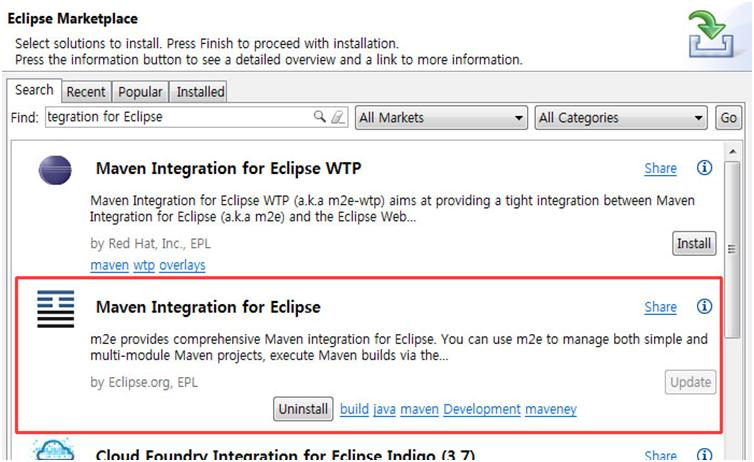 Eclipse Marketplace
Select solutions to install. Press Finish to proceed with installation.
Press the information button to see a detailed overview and a link to more information.
Search Recent Popular Installed
Find: tegration for Eclipse All Markets All Categories Go
Maven Integration for Eclipse WTP Share
Maven Integration for Eclipse WTP (a.k.a m2e-wtp) aims at providing a tight integration between Maven
Integration for Eclipse (a.k.a m2e) and the Eclipse Web...
by Red Hat, Inc., EPL Install
maven wtp overlays
Maven Integration for Eclipse Share
m2e provides comprehensive Maven integration for Eclipse. You can use m2e to manage both simple and
multi-module Maven projects, execute Maven builds via the...
by Eclipse.org, EPL Update
Uninstall build java maven Development maveney
Cloud Foundry Integration for Eclipse Indigo (3.7) Share